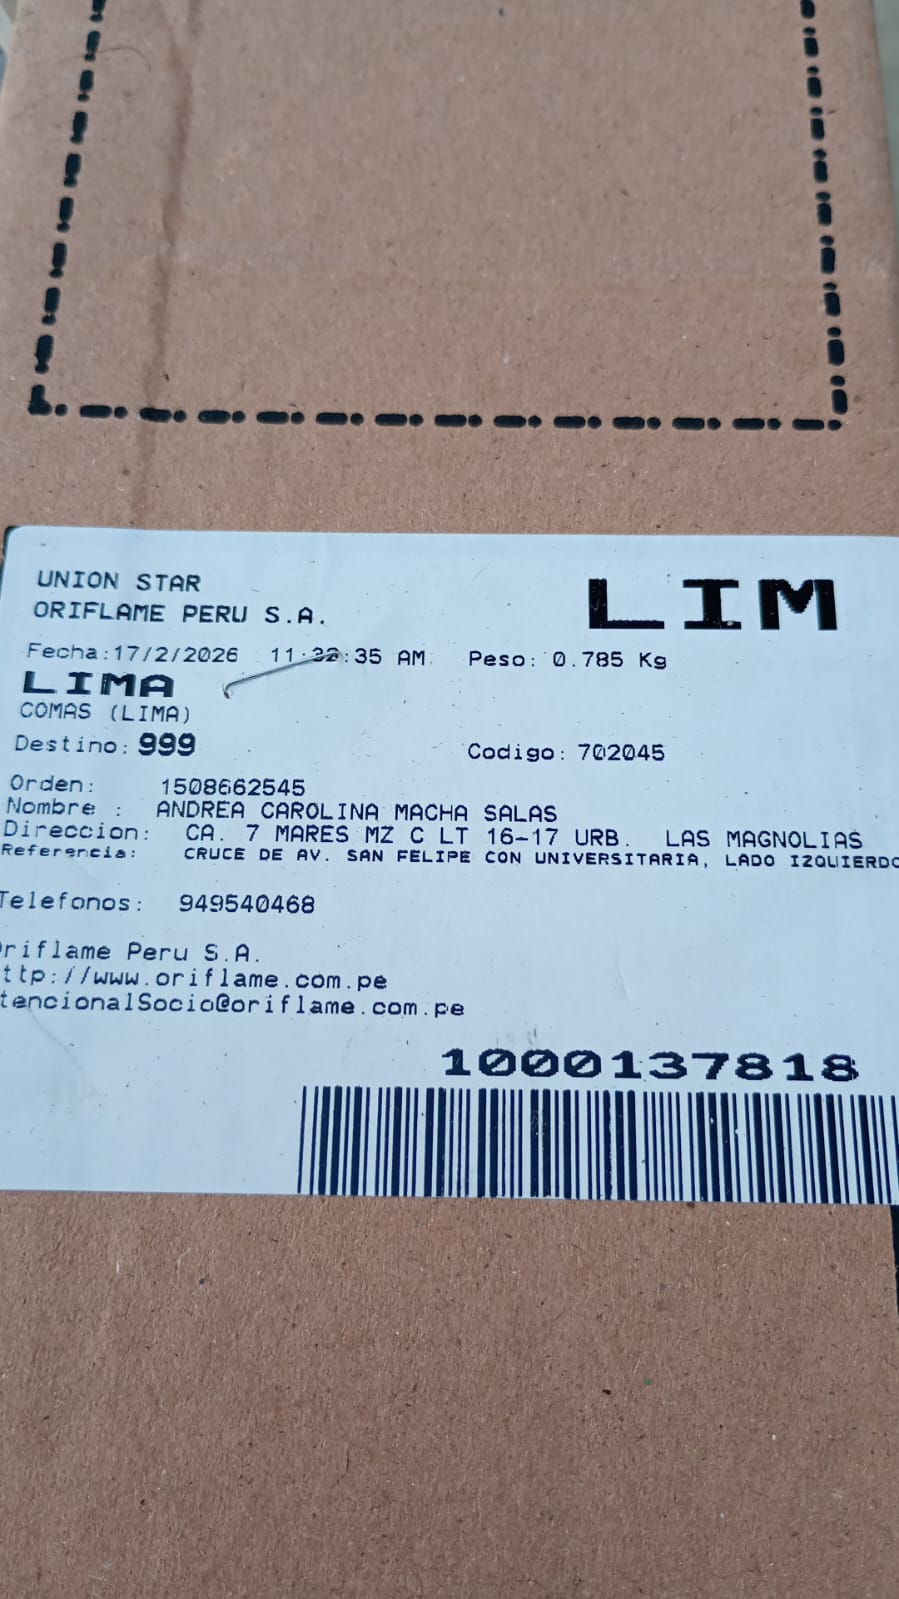 UNION STAR
LIM
ORIFLAME PERU S.A.
Fecha:17/2/2026 :35 AM Peso: 0.785 Kg
LIMA
COMAS (LIMA)
Destino: 999 Codigo: 702045
Orden: 1508662545
Nombre : ANDREA CAROLINA MACHA SALAS
Direccion: CA. 7 MARES MZ C LT 16-17 URB. LAS MAGNOLIAS
Referencia: CRUCE DE AV. SAN FELIPE CON UNIVERSITARIA, LADO IZQUIERDO
Telefonos: 949540468
riflame Peru S.A.
ttp://www.oriflame.com.pe
tencionalSocio@oriflame.com.pe
1000137818